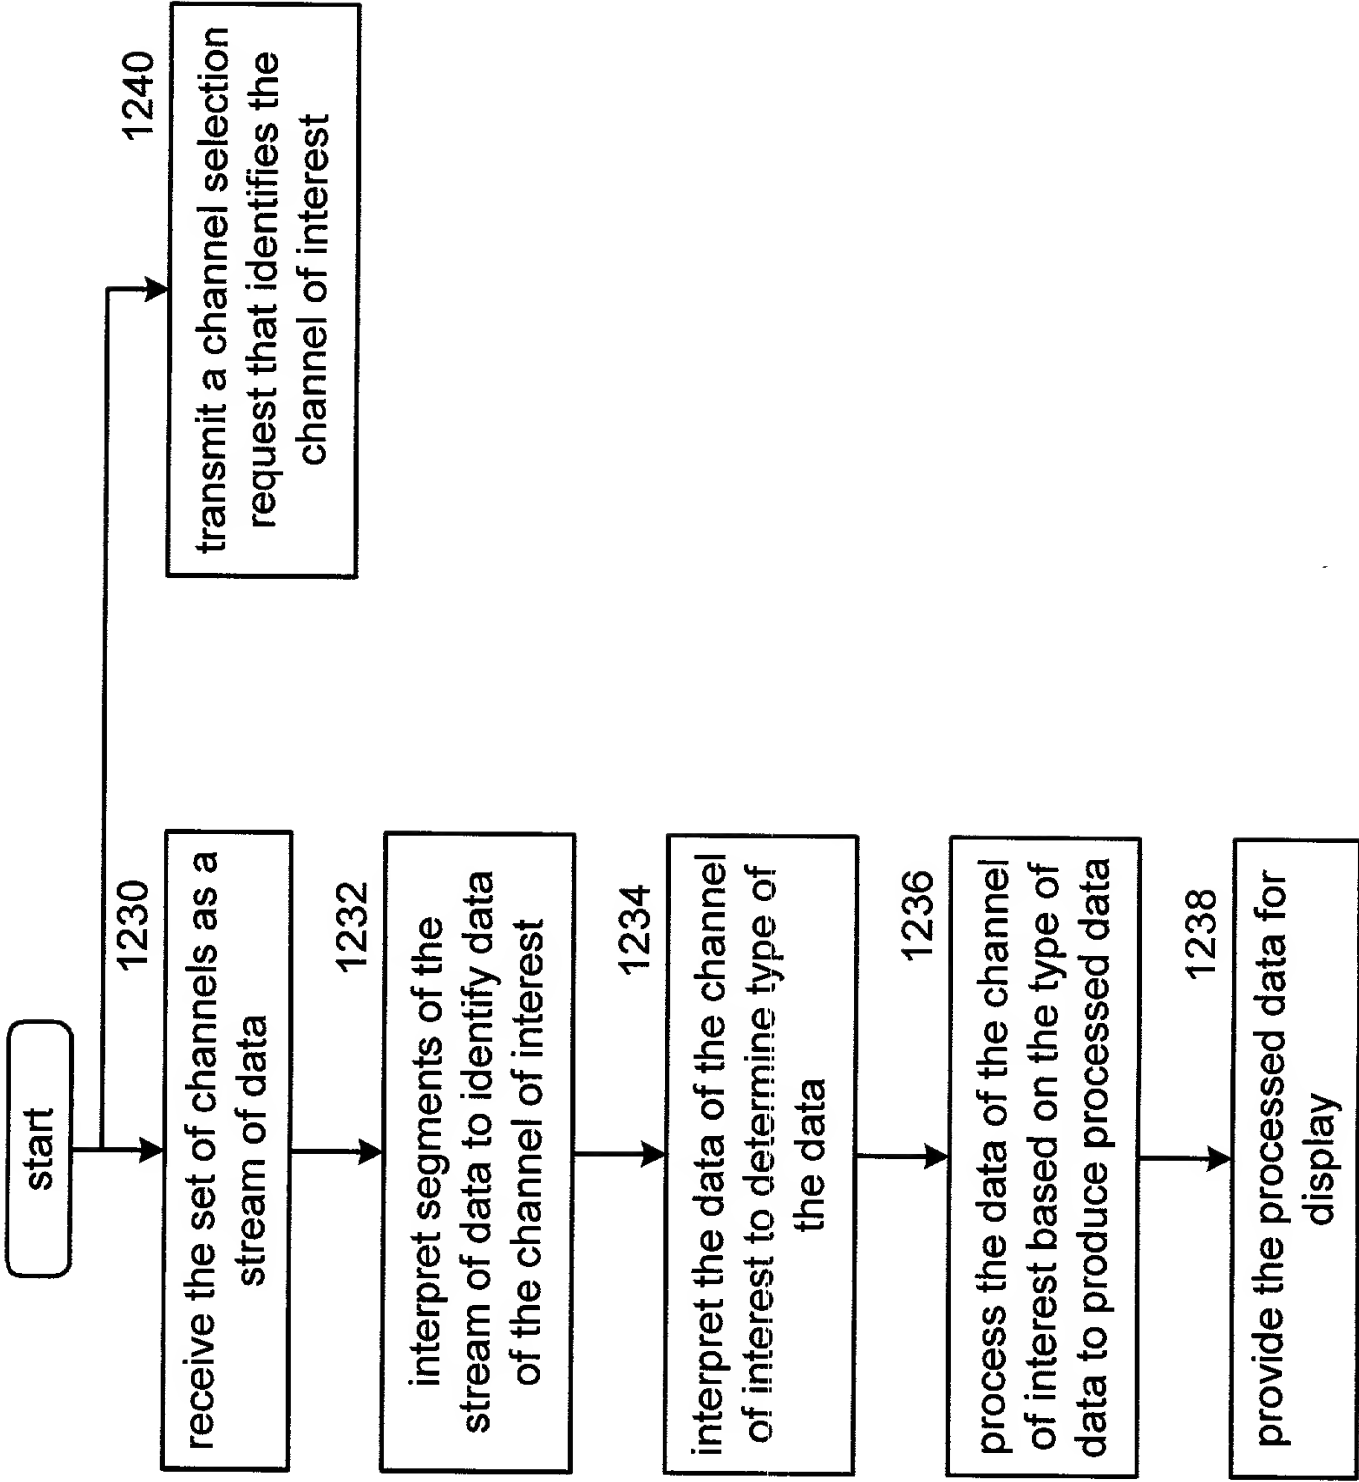 start
1230
receive the set of channels as a
stream of data
1232
interpret segments of the
stream of data to identify data
of the channel of interest
1234
interpret the data of the channel
of interest to determine type of
the data
1236
process the data of the channel
of interest based on the type of
data to produce processed data
1238
provide the processed data for
display
1240
transmit a channel selection
request that identifies the
channel of interest